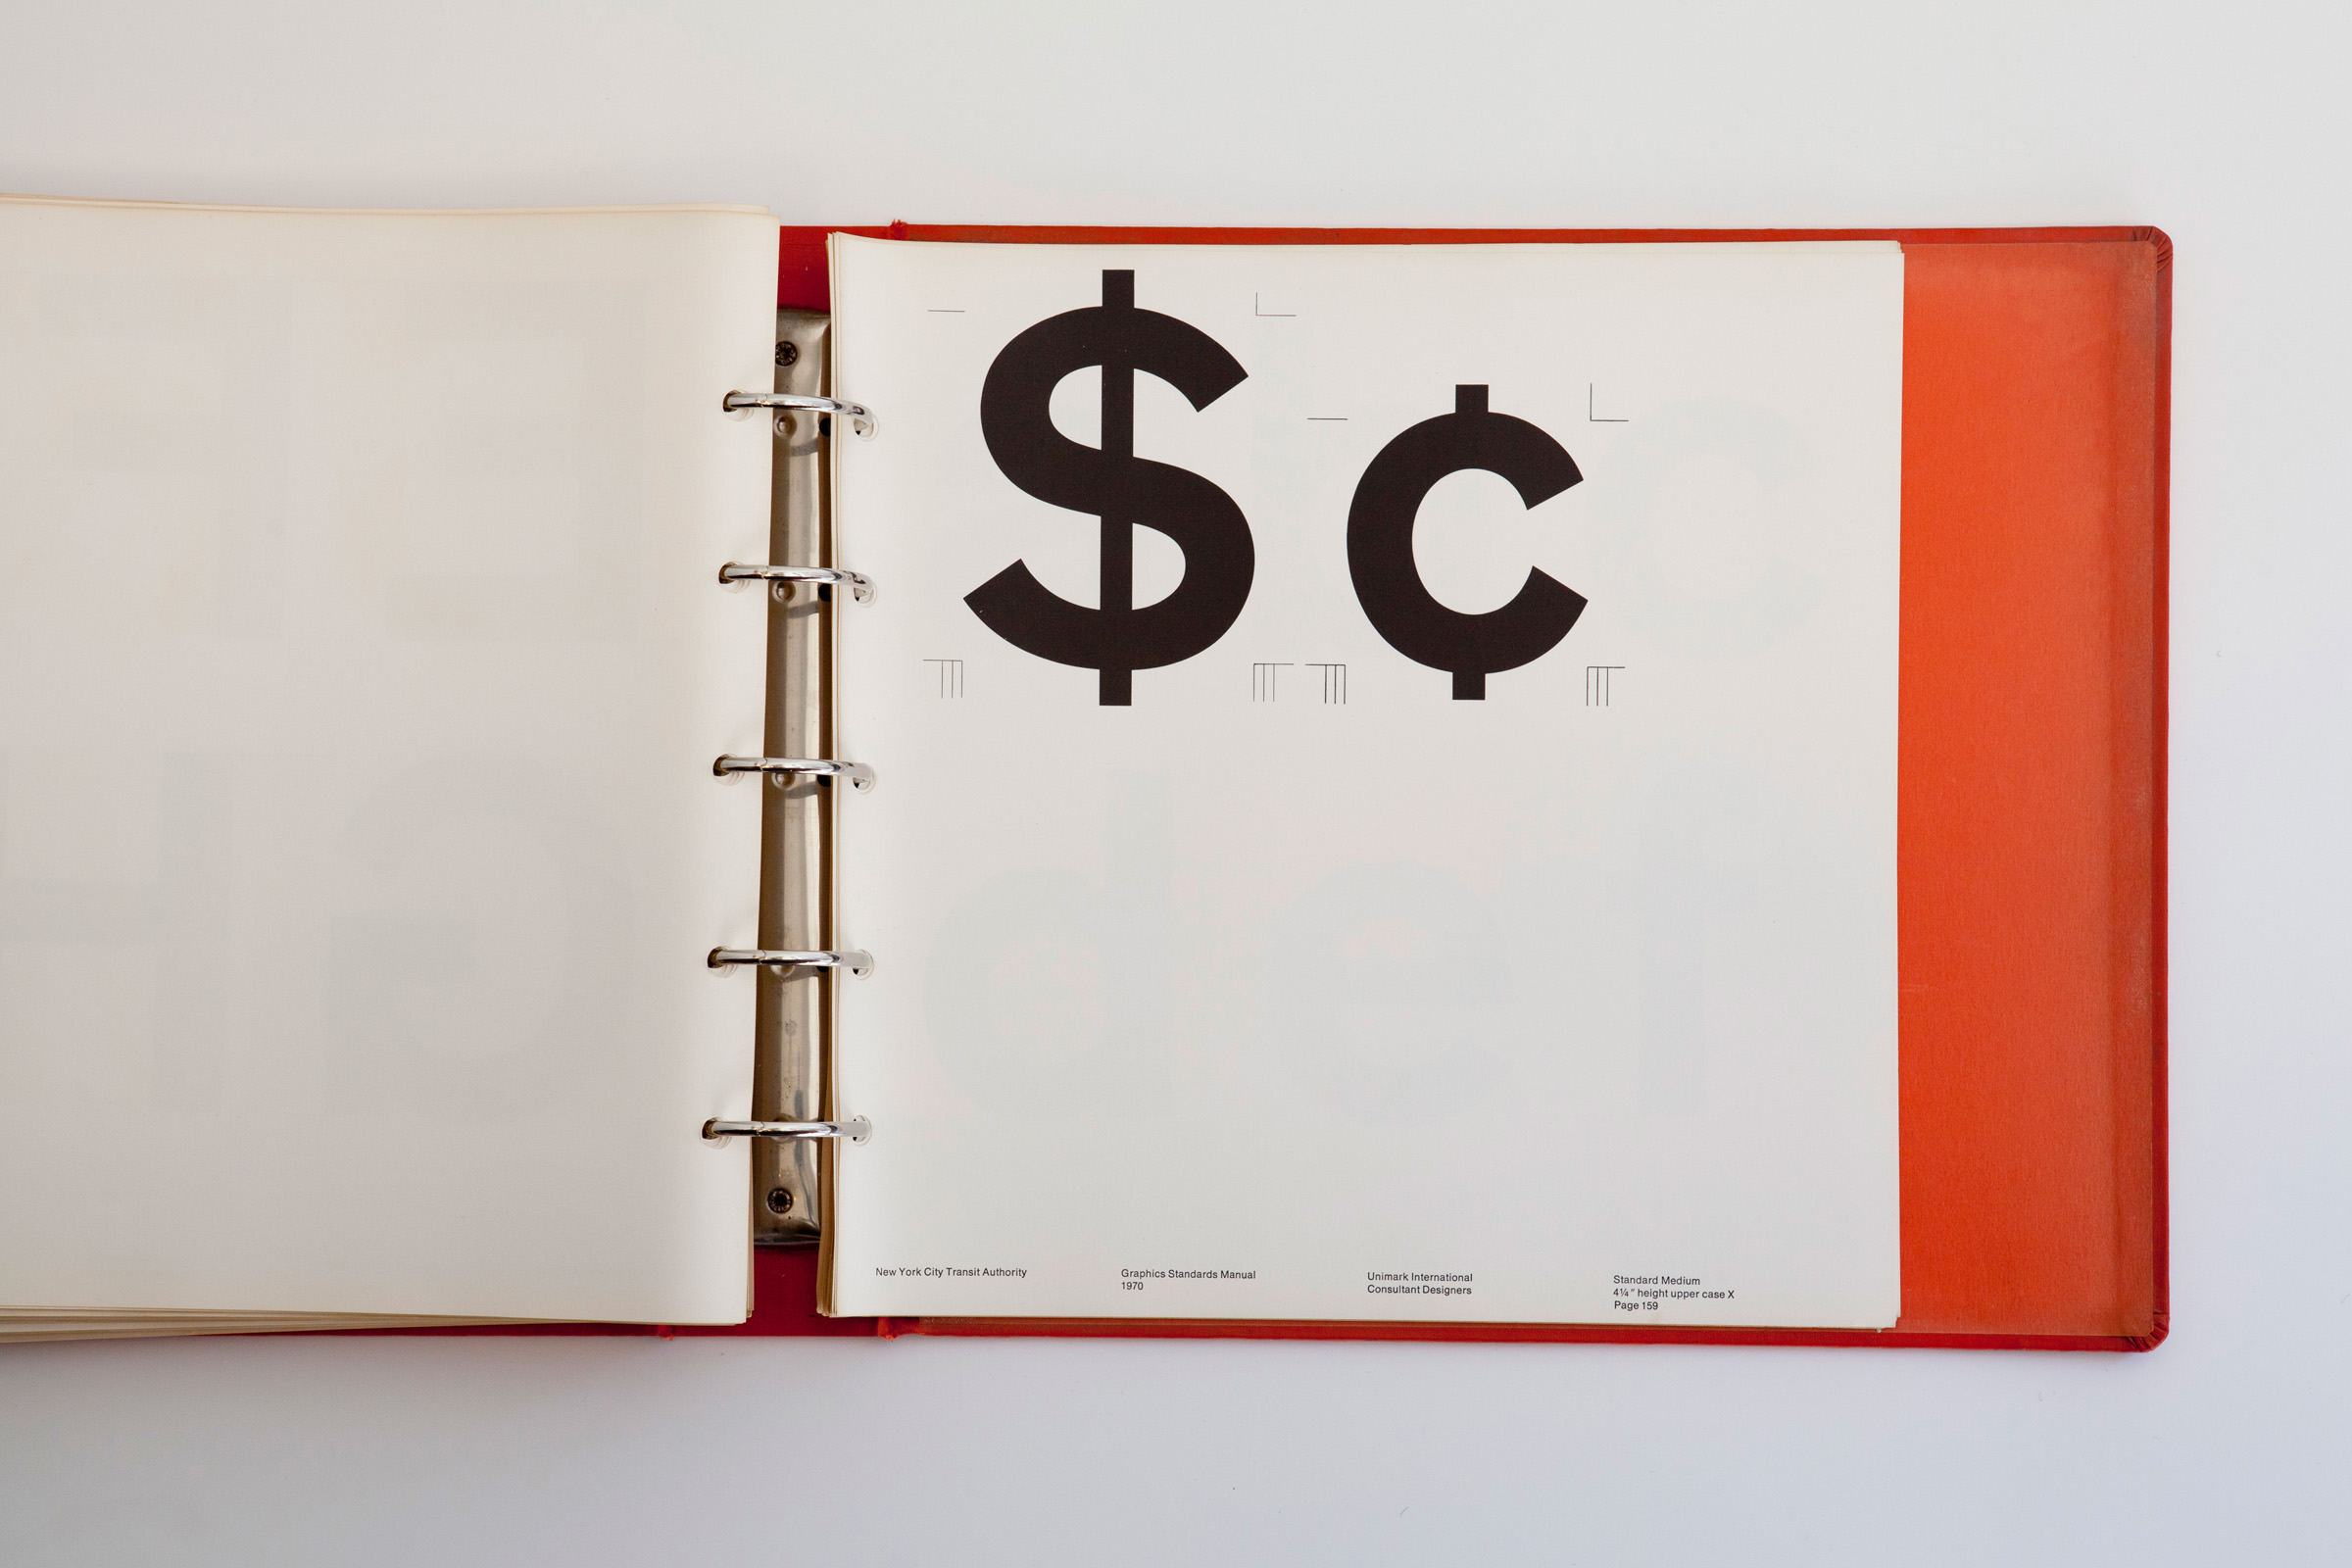 $ ¢
New York City Transit Authority
Graphics Standards Manual
1970
Unimark International
Consultant Designers
Standard Medium
4¼″ height upper case X
Page 159